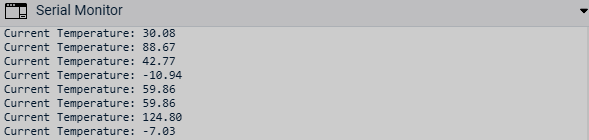 Serial Monitor
Current Temperature: 30.08
Current Temperature: 88.67
Current Temperature: 42.77
Current Temperature: -10.94
Current Temperature: 59.86
Current Temperature: 59.86
Current Temperature: 124.80
Current Temperature: -7.03